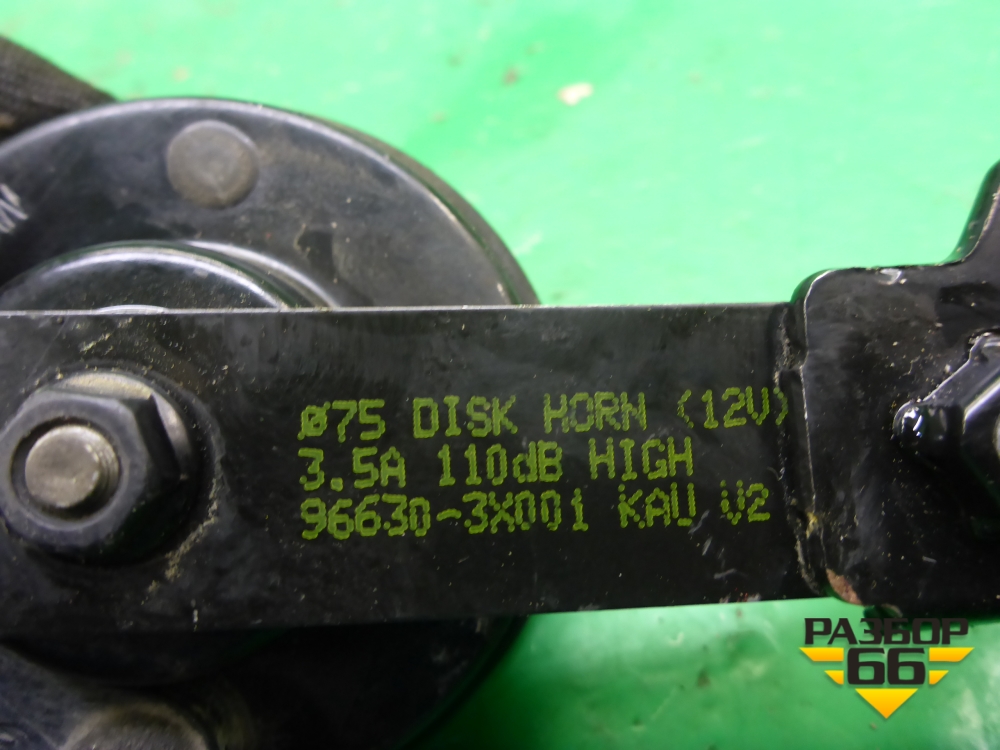 Ø75 DISK HORN (12V)
3.5A 110dB HIGH
96630-3X001 KAU V2
РАЗБОР
66